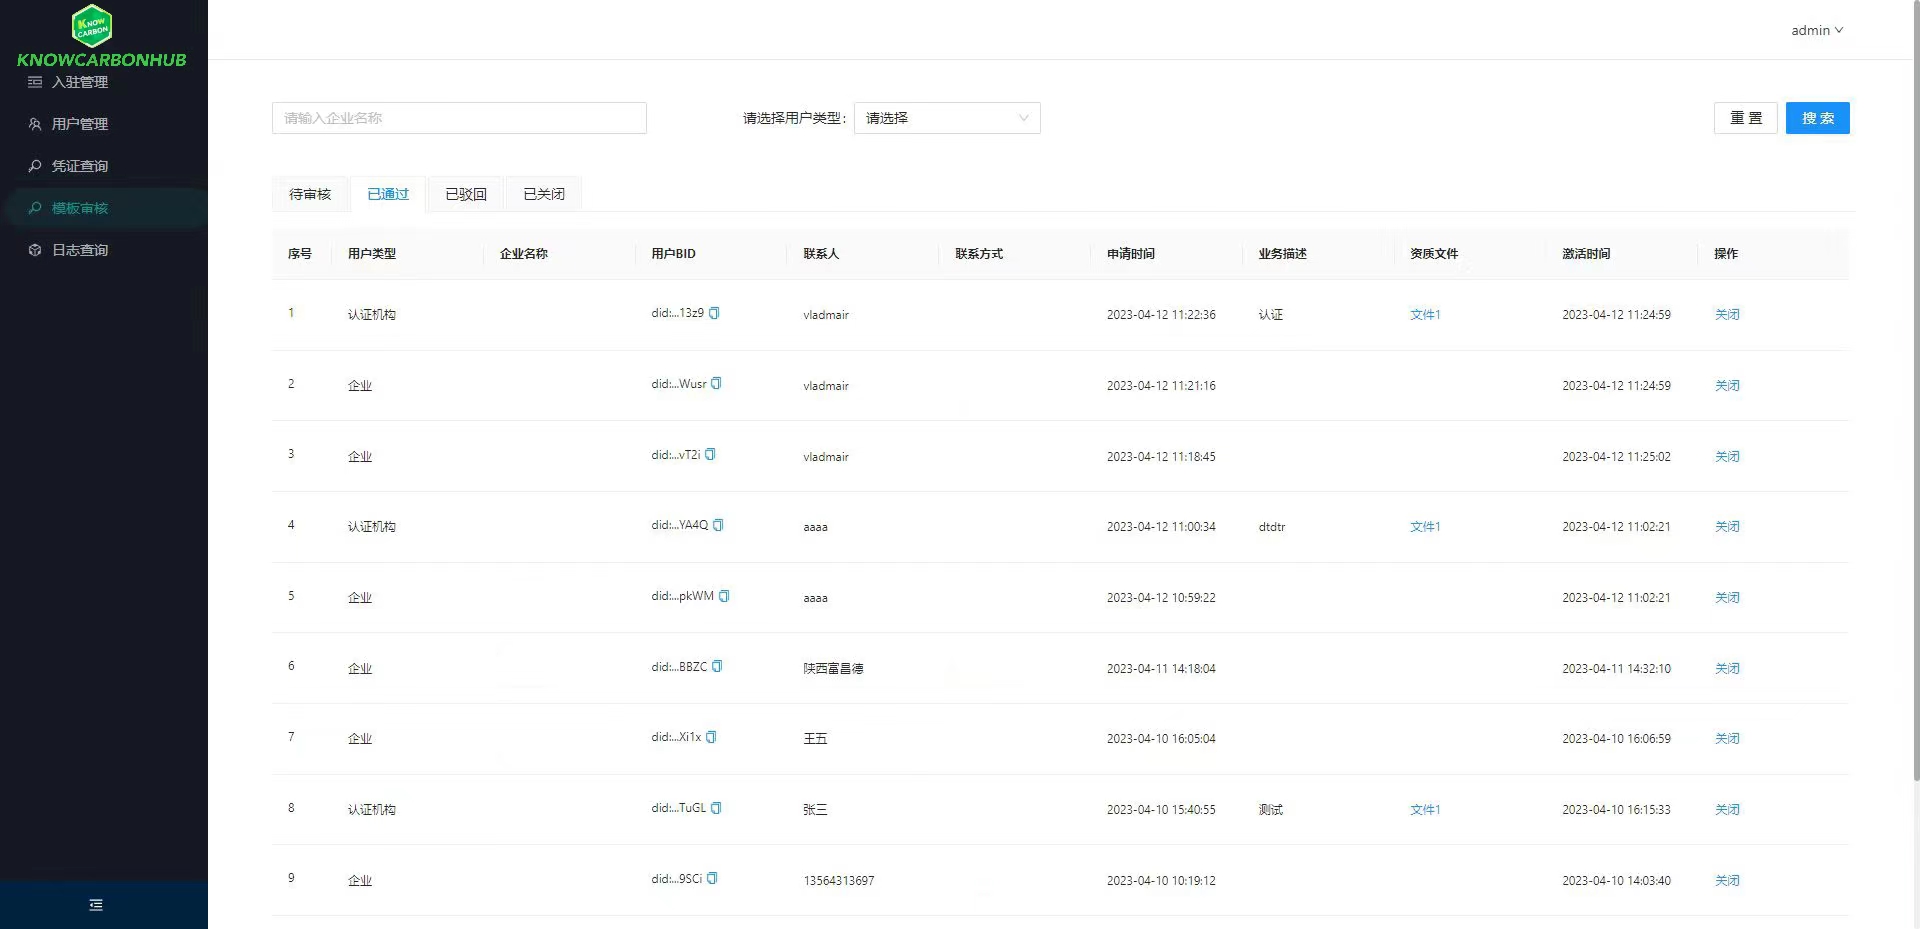 KNOW
CARBON
KNOWCARBONHUB
入驻管理
用户管理
凭证查询
模板审核
日志查询
admin
请输入企业名称
请选择用户类型:
请选择
重 置
搜 索
待审核
已通过
已驳回
已关闭
序号 用户类型 企业名称 用户BID 联系人 联系方式 申请时间 业务描述 资质文件 激活时间 操作
1 认证机构 did:...13z9 vladmair 2023-04-12 11:22:36 认证 文件1 2023-04-12 11:24:59 关闭
2 企业 did:...Wusr vladmair 2023-04-12 11:21:16 2023-04-12 11:24:59 关闭
3 企业 did:...vT2i vladmair 2023-04-12 11:18:45 2023-04-12 11:25:02 关闭
4 认证机构 did:...YA4Q aaaa 2023-04-12 11:00:34 dtdtr 文件1 2023-04-12 11:02:21 关闭
5 企业 did:...pkWM aaaa 2023-04-12 10:59:22 2023-04-12 11:02:21 关闭
6 企业 did:...BBZC 陕西富昌德 2023-04-11 14:18:04 2023-04-11 14:32:10 关闭
7 企业 did:...Xi1x 王五 2023-04-10 16:05:04 2023-04-10 16:06:59 关闭
8 认证机构 did:...TuGL 张三 2023-04-10 15:40:55 测试 文件1 2023-04-10 16:15:33 关闭
9 企业 did:...9SCi 13564313697 2023-04-10 10:19:12 2023-04-10 14:03:40 关闭